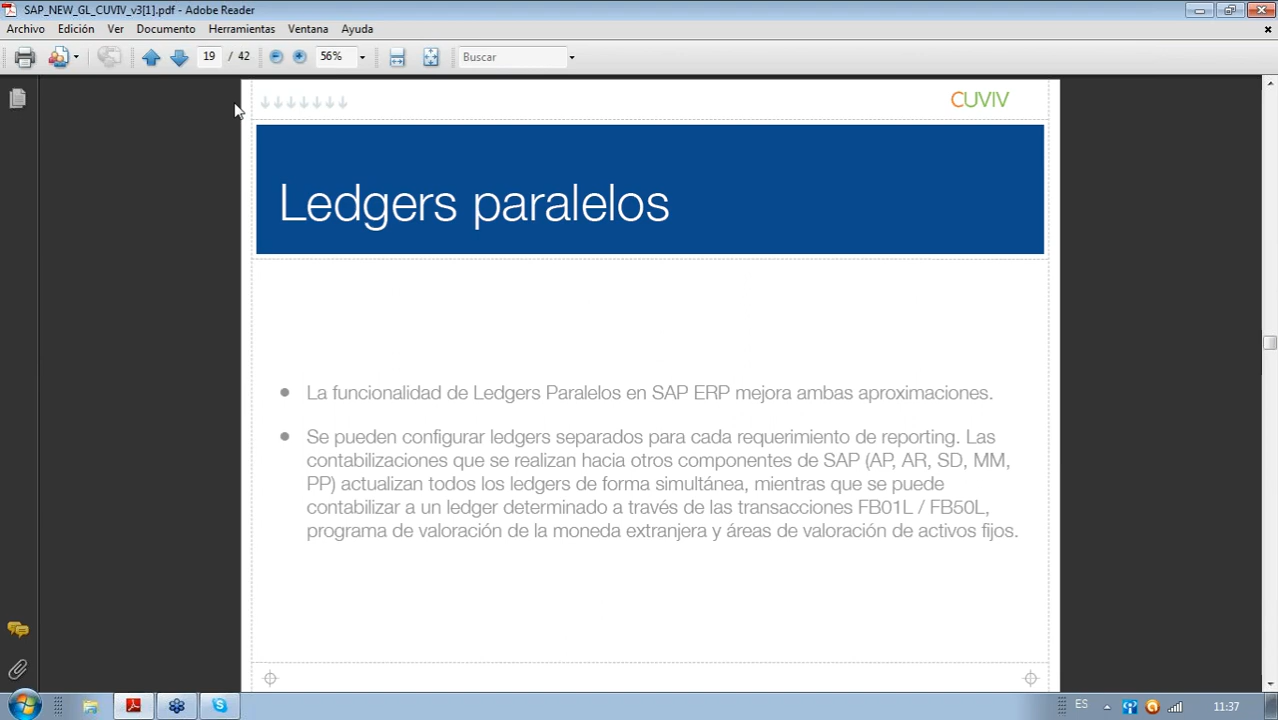 SAP_NEW_GL_CUVIV_v3[1].pdf - Adobe Reader
Archivo Edición Ver Documento Herramientas Ventana Ayuda
19 / 42 56% Buscar
CUVIV
Ledgers paralelos
• La funcionalidad de Ledgers Paralelos en SAP ERP mejora ambas aproximaciones.
• Se pueden configurar ledgers separados para cada requerimiento de reporting. Las
contabilizaciones que se realizan hacia otros componentes de SAP (AP, AR, SD, MM,
PP) actualizan todos los ledgers de forma simultánea, mientras que se puede
contabilizar a un ledger determinado a través de las transacciones FB01L / FB50L,
programa de valoración de la moneda extranjera y áreas de valoración de activos fijos.
ES 11:37